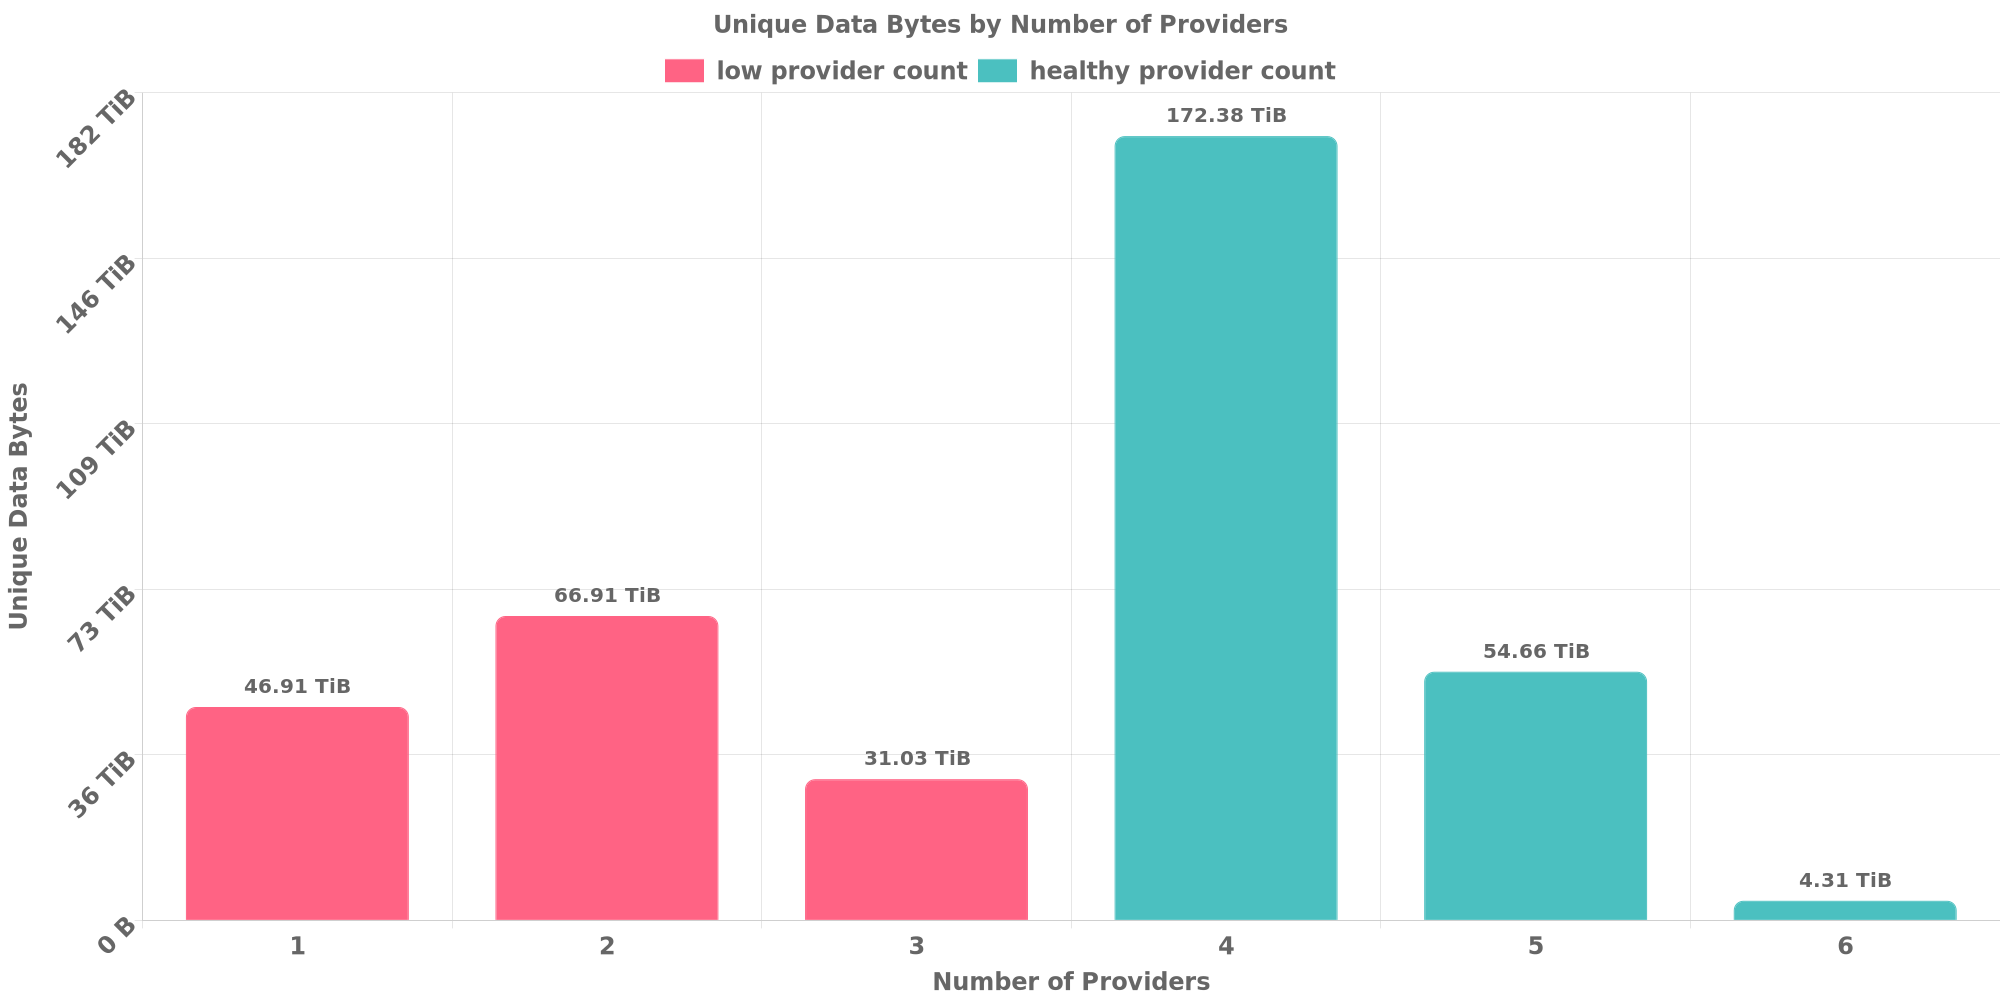 Unique Data Bytes by Number of Providers
low provider count healthy provider count
182 TiB
146 TiB
109 TiB
73 TiB
36 TiB
0 B
Unique Data Bytes
46.91 TiB
66.91 TiB
31.03 TiB
172.38 TiB
54.66 TiB
4.31 TiB
1 2 3 4 5 6
Number of Providers